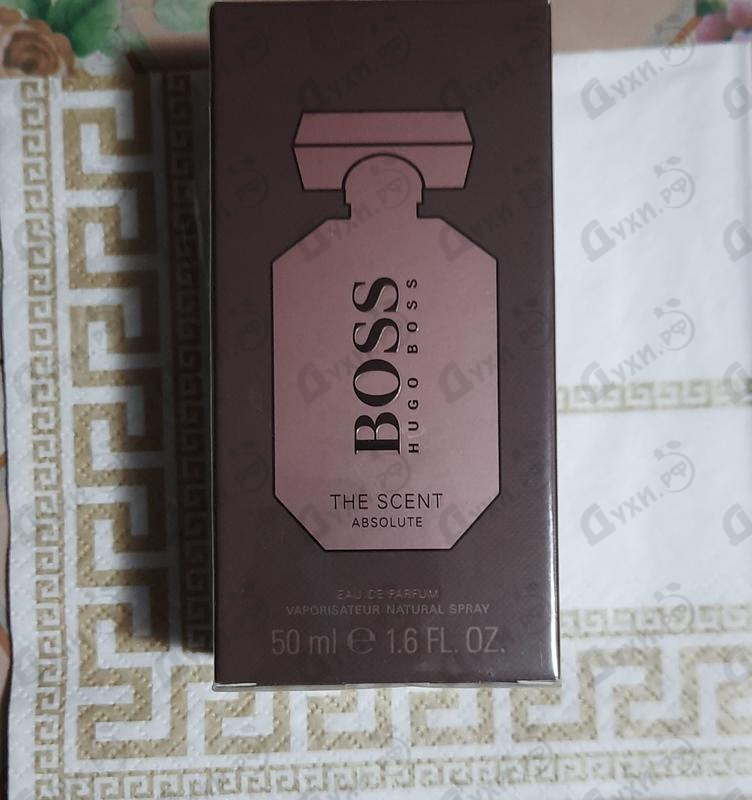 BOSS
HUGO BOSS
THE SCENT
ABSOLUTE
EAU DE PARFUM
VAPORISATEUR NATURAL SPRAY
50 ml ℮ 1.6 FL. OZ.
Духи.РФ